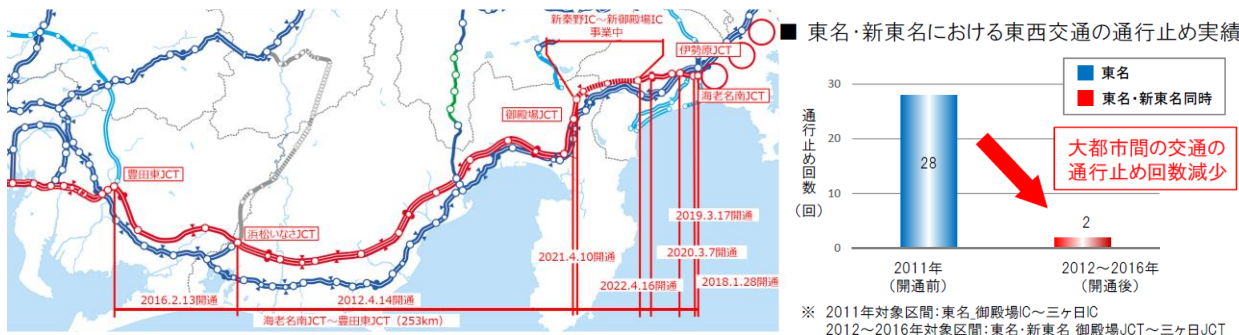 新秦野IC～新御殿場IC
事業中
伊勢原JCT
海老名南JCT
御殿場JCT
豊田東JCT
浜松いなさJCT
2019.3.17開通
2021.4.10開通
2020.3.7開通
2022.4.16開通
2018.1.28開通
2016.2.13開通
2012.4.14開通
海老名南JCT～豊田東JCT（253km）
■ 東名・新東名における東西交通の通行止め実績
東名
東名・新東名同時
通行止め回数
（回）
30
20
10
0
28
2
大都市間の交通の
通行止め回数減少
2011年
（開通前）
2012～2016年
（開通後）
※ 2011年対象区間：東名 御殿場IC～三ヶ日IC
2012～2016年対象区間：東名・新東名 御殿場JCT～三ヶ日JCT